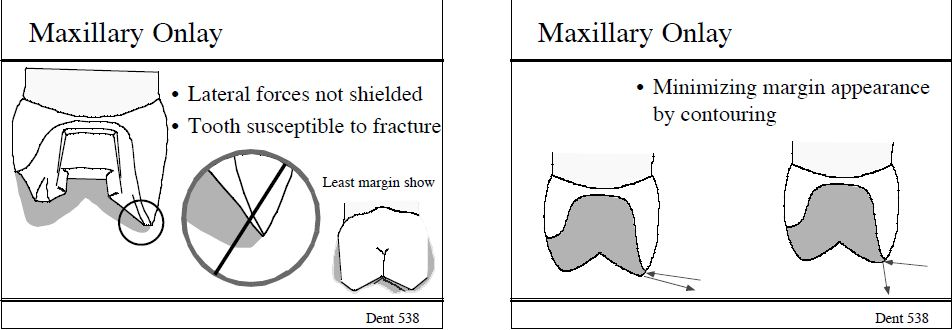 Maxillary Onlay
• Lateral forces not shielded
• Tooth susceptible to fracture
Least margin show
Dent 538
Maxillary Onlay
• Minimizing margin appearance
by contouring
Dent 538